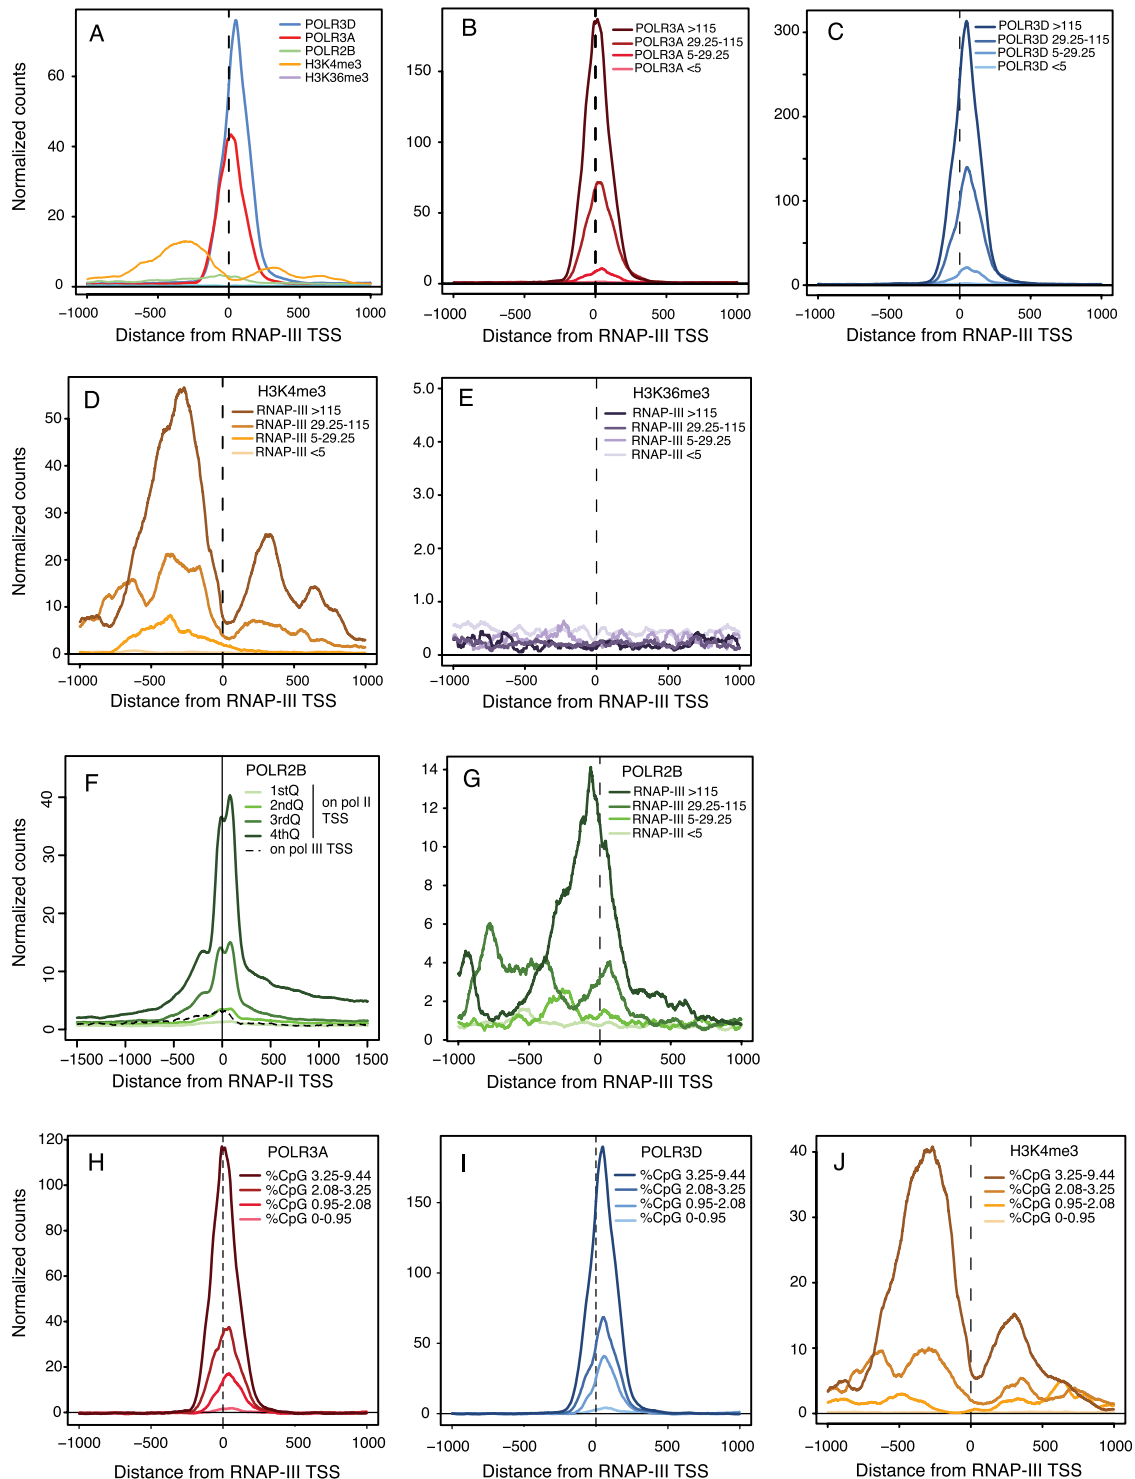 A
POLR3D
POLR3A
POLR2B
H3K4me3
H3K36me3
Normalized counts
60
40
20
0
−1000 −500 0 500 1000
Distance from RNAP-III TSS
B
POLR3A >115
POLR3A 29.25-115
POLR3A 5-29.25
POLR3A <5
150
100
50
0
−1000 −500 0 500 1000
Distance from RNAP-III TSS
C
POLR3D >115
POLR3D 29.25-115
POLR3D 5-29.25
POLR3D <5
300
200
100
0
−1000 −500 0 500 1000
Distance from RNAP-III TSS
D
H3K4me3
RNAP-III >115
RNAP-III 29.25-115
RNAP-III 5-29.25
RNAP-III <5
Normalized counts
50
40
30
20
10
0
−1000 −500 0 500 1000
Distance from RNAP-III TSS
E
H3K36me3
RNAP-III >115
RNAP-III 29.25-115
RNAP-III 5-29.25
RNAP-III <5
5.0
4.0
3.0
2.0
1.0
0
−1000 −500 0 500 1000
Distance from RNAP-III TSS
F
POLR2B
1stQ
2ndQ
3rdQ
4thQ
on pol II
TSS
on pol III TSS
Normalized counts
40
30
20
10
0
−1500 −1000 −500 0 500 1000 1500
Distance from RNAP-II TSS
G
POLR2B
RNAP-III >115
RNAP-III 29.25-115
RNAP-III 5-29.25
RNAP-III <5
14
12
10
8
6
4
2
0
−1000 −500 0 500 1000
Distance from RNAP-III TSS
H
POLR3A
%CpG 3.25-9.44
%CpG 2.08-3.25
%CpG 0.95-2.08
%CpG 0-0.95
Normalized counts
120
100
80
60
40
20
0
−1000 −500 0 500 1000
Distance from RNAP-III TSS
I
POLR3D
%CpG 3.25-9.44
%CpG 2.08-3.25
%CpG 0.95-2.08
%CpG 0-0.95
150
100
50
0
−1000 −500 0 500 1000
Distance from RNAP-III TSS
J
H3K4me3
%CpG 3.25-9.44
%CpG 2.08-3.25
%CpG 0.95-2.08
%CpG 0-0.95
40
30
20
10
0
−1000 −500 0 500 1000
Distance from RNAP-III TSS